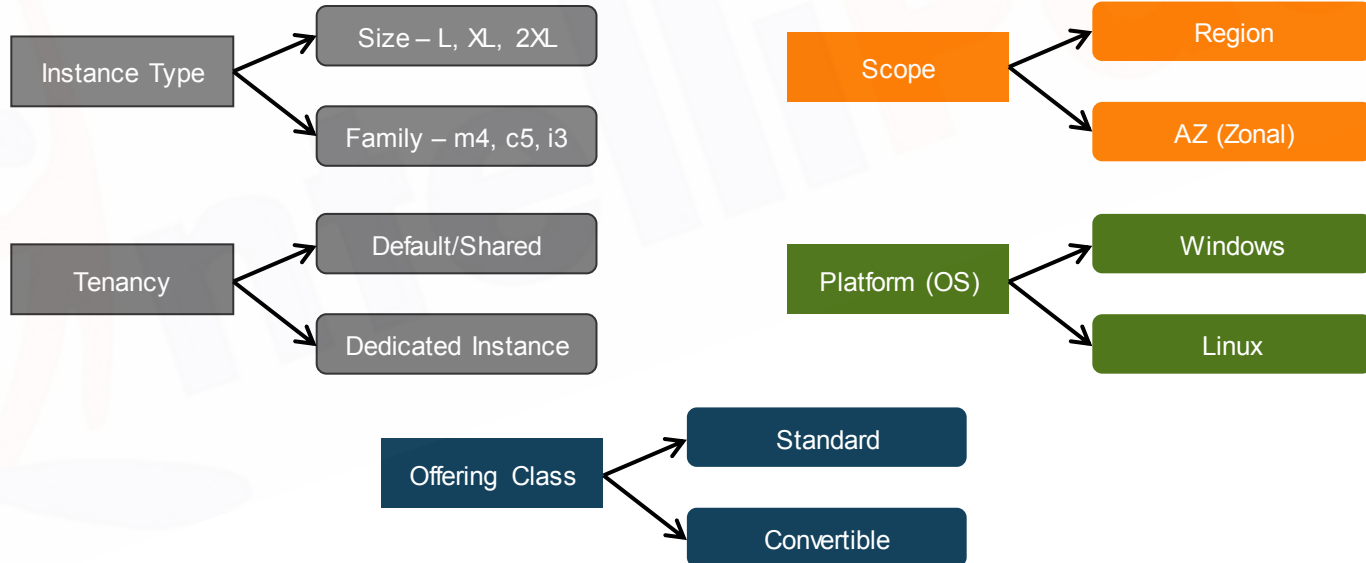 Instance Type
Size – L, XL, 2XL
Family – m4, c5, i3
Scope
Region
AZ (Zonal)
Tenancy
Default/Shared
Dedicated Instance
Platform (OS)
Windows
Linux
Offering Class
Standard
Convertible